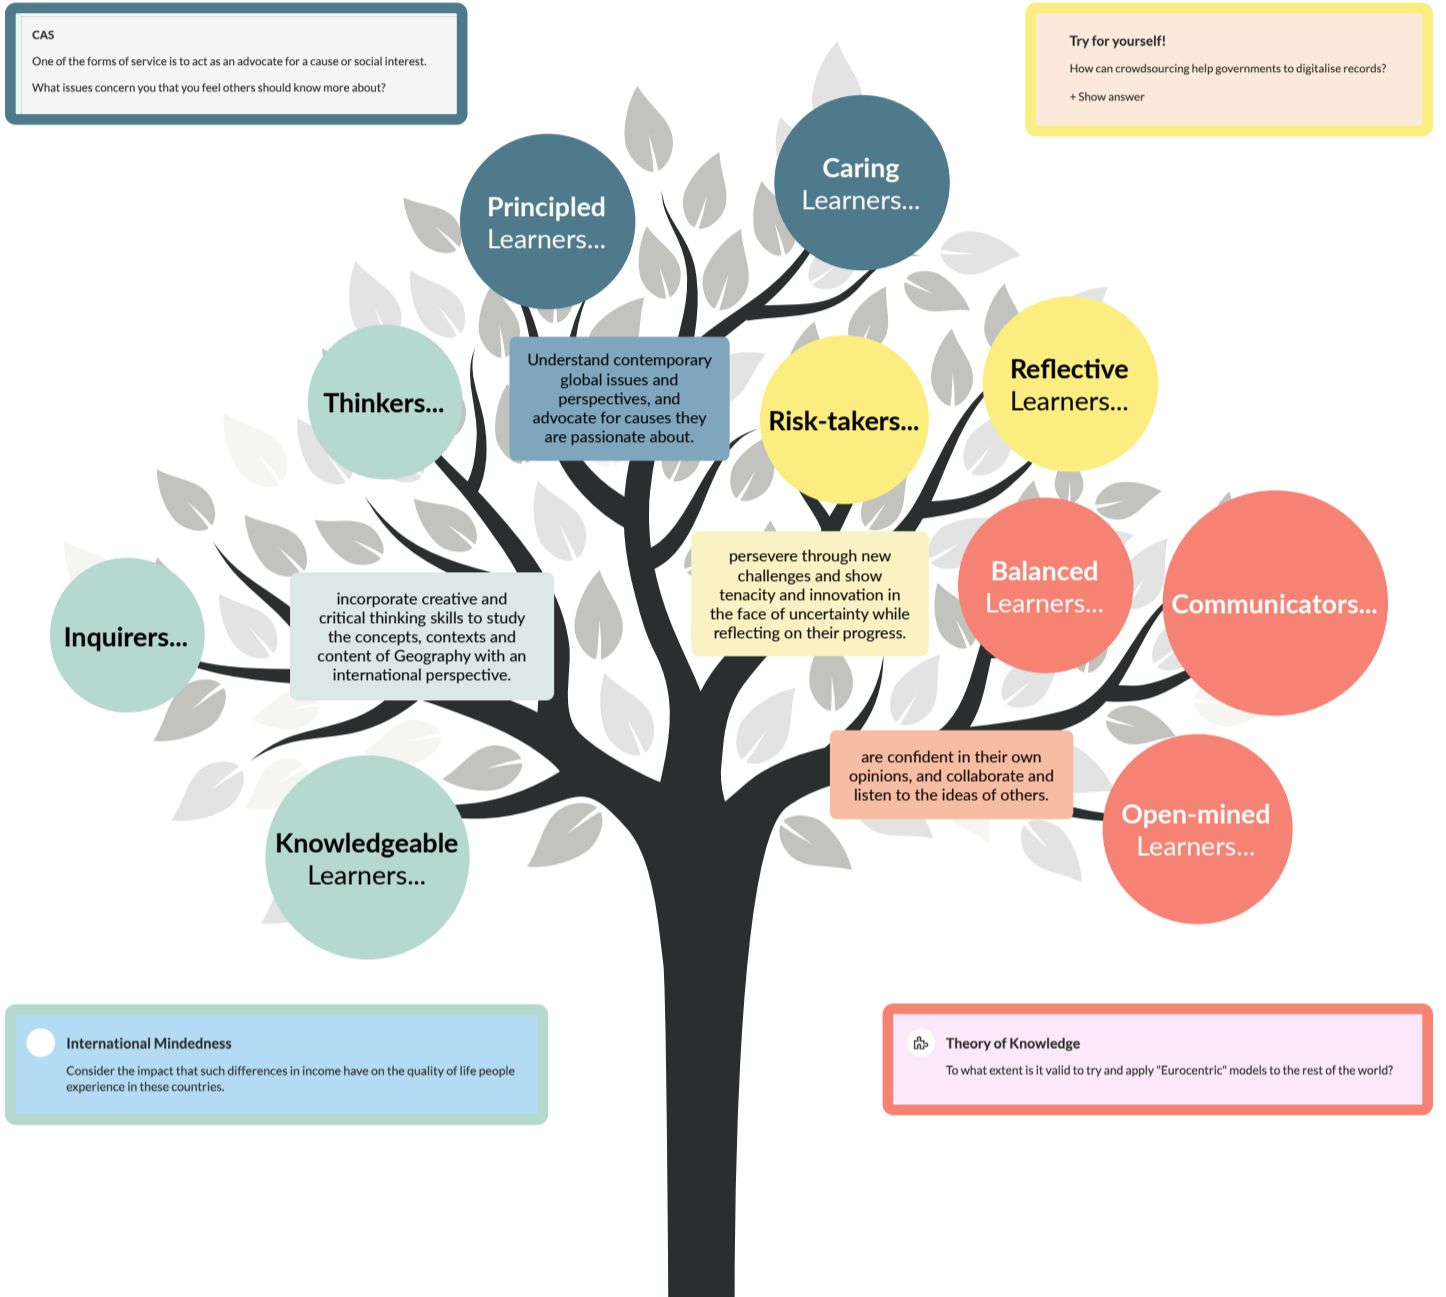 CAS
One of the forms of service is to act as an advocate for a cause or social interest.
What issues concern you that you feel others should know more about?
Try for yourself!
How can crowdsourcing help governments to digitalise records?
+ Show answer
Principled
Learners...
Caring
Learners...
Thinkers...
Understand contemporary
global issues and
perspectives, and
advocate for causes they
are passionate about.
Risk-takers...
Reflective
Learners...
Inquirers...
incorporate creative and
critical thinking skills to study
the concepts, contexts and
content of Geography with an
international perspective.
persevere through new
challenges and show
tenacity and innovation in
the face of uncertainty while
reflecting on their progress.
Balanced
Learners...
Communicators...
Knowledgeable
Learners...
are confident in their own
opinions, and collaborate and
listen to the ideas of others.
Open-mined
Learners...
International Mindedness
Consider the impact that such differences in income have on the quality of life people
experience in these countries.
Theory of Knowledge
To what extent is it valid to try and apply "Eurocentric" models to the rest of the world?